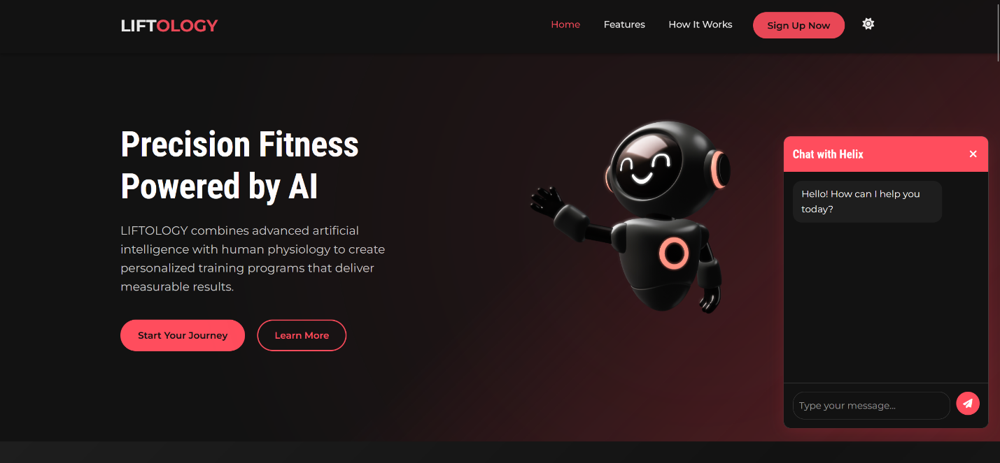 LIFTOLOGY
Home
Features
How It Works
Sign Up Now
Precision Fitness
Powered by AI
LIFTOLOGY combines advanced artificial
intelligence with human physiology to create
personalized training programs that deliver
measurable results.
Start Your Journey
Learn More
Chat with Helix
Hello! How can I help you
today?
Type your message...